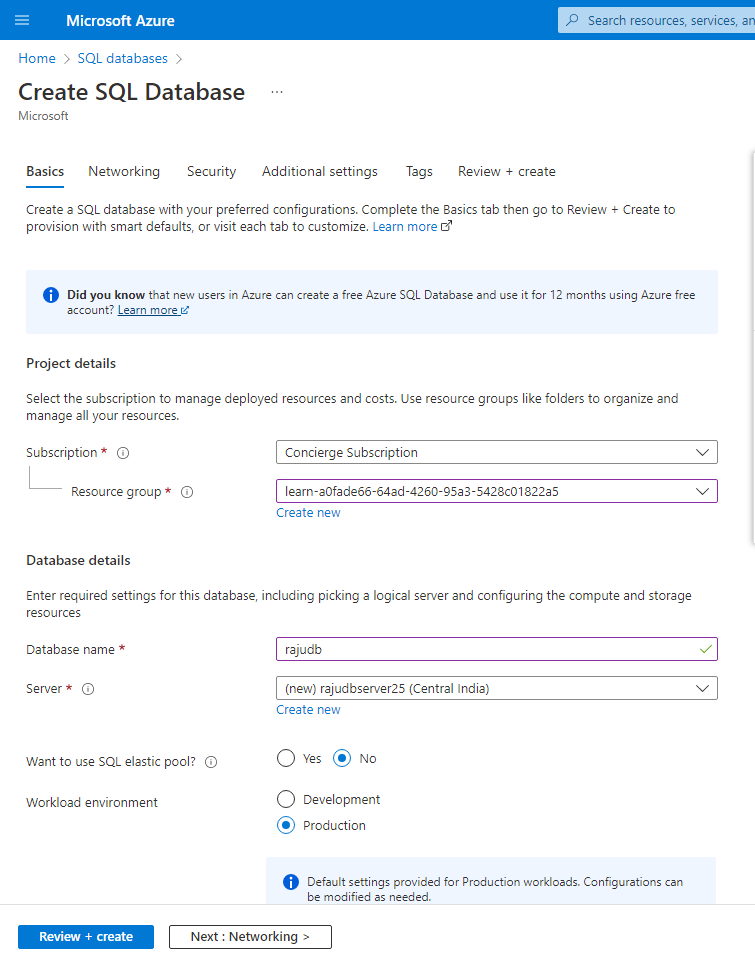 Microsoft Azure
Search resources, services, an
Home > SQL databases >
Create SQL Database ...
Microsoft
Basics Networking Security Additional settings Tags Review + create
Create a SQL database with your preferred configurations. Complete the Basics tab then go to Review + Create to
provision with smart defaults, or visit each tab to customize. Learn more
Did you know that new users in Azure can create a free Azure SQL Database and use it for 12 months using Azure free
account? Learn more
Project details
Select the subscription to manage deployed resources and costs. Use resource groups like folders to organize and
manage all your resources.
Subscription * Concierge Subscription
Resource group * learn-a0fade66-64ad-4260-95a3-5428c01822a5
Create new
Database details
Enter required settings for this database, including picking a logical server and configuring the compute and storage
resources
Database name * rajudb
Server * (new) rajudbserver25 (Central India)
Create new
Want to use SQL elastic pool? Yes No
Workload environment Development
Production
Default settings provided for Production workloads. Configurations can
be modified as needed.
Review + create Next : Networking >